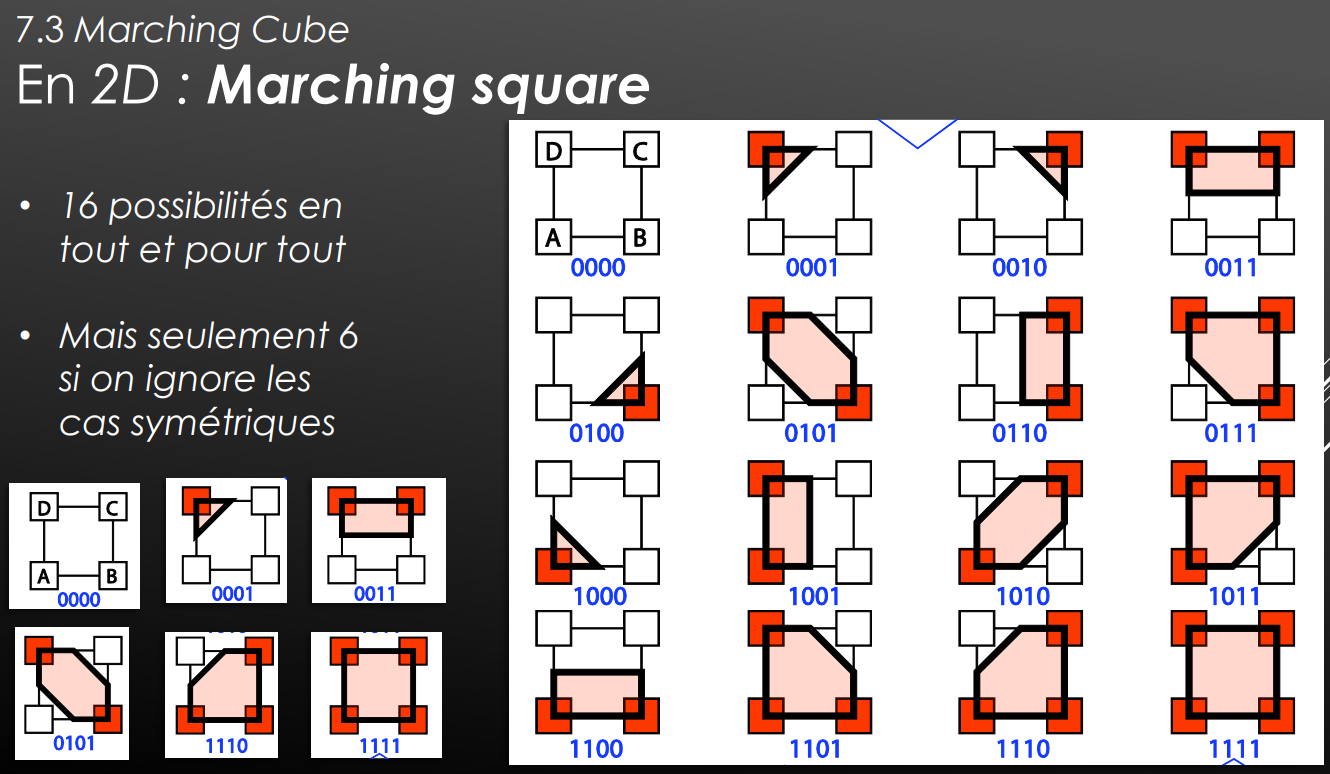 7.3 Marching Cube
En 2D : Marching square
• 16 possibilités en
tout et pour tout
• Mais seulement 6
si on ignore les
cas symétriques
D C
A B
0000
0001
0011
0101
1110
1111
D C
A B
0000 0001 0010 0011
0100 0101 0110 0111
1000 1001 1010 1011
1100 1101 1110 1111